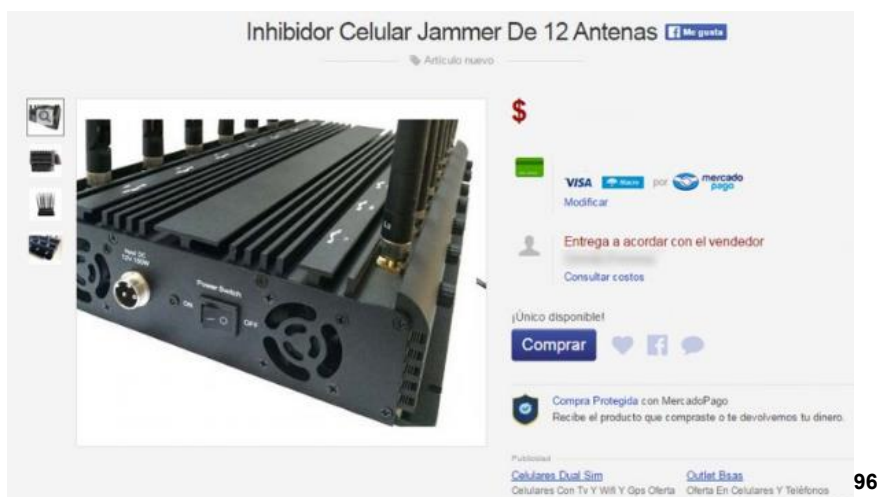 Inhibidor Celular Jammer De 12 Antenas Me gusta
Artículo nuevo
$
VISA por mercado pago
Modificar
Entrega a acordar con el vendedor
Consultar costos
¡Único disponible!
Comprar
Compra Protegida con MercadoPago
Recibe el producto que compraste o te devolvemos tu dinero.
Publicidad
Celulares Dual Sim
Celulares Con Tv Y Wifi Y Gps Oferta
Outlet Bsas
Oferta En Celulares Y Teléfonos
Power Switch
ON
OFF
96